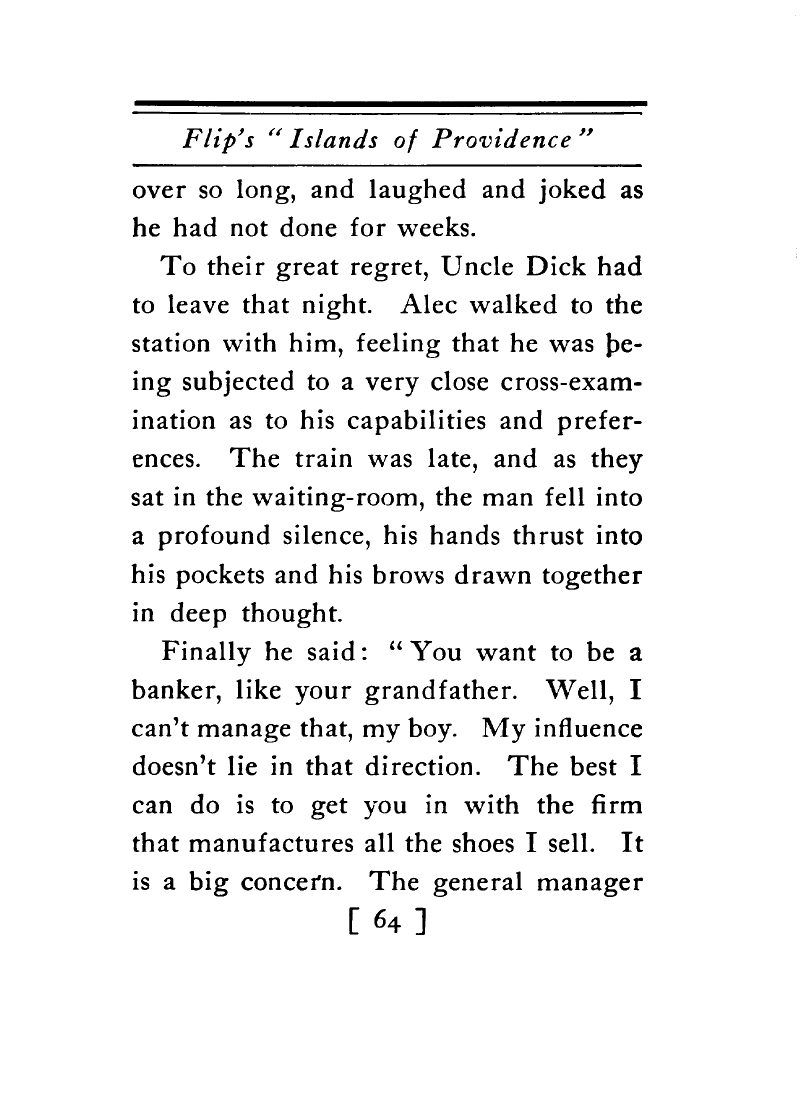 Flip's “Islands of Providence”
over so long, and laughed and joked as
he had not done for weeks.
To their great regret, Uncle Dick had
to leave that night. Alec walked to the
station with him, feeling that he was be-
ing subjected to a very close cross-exam-
ination as to his capabilities and prefer-
ences. The train was late, and as they
sat in the waiting-room, the man fell into
a profound silence, his hands thrust into
his pockets and his brows drawn together
in deep thought.
Finally he said: “You want to be a
banker, like your grandfather. Well, I
can't manage that, my boy. My influence
doesn't lie in that direction. The best I
can do is to get you in with the firm
that manufactures all the shoes I sell. It
is a big concern. The general manager
[ 64 ]